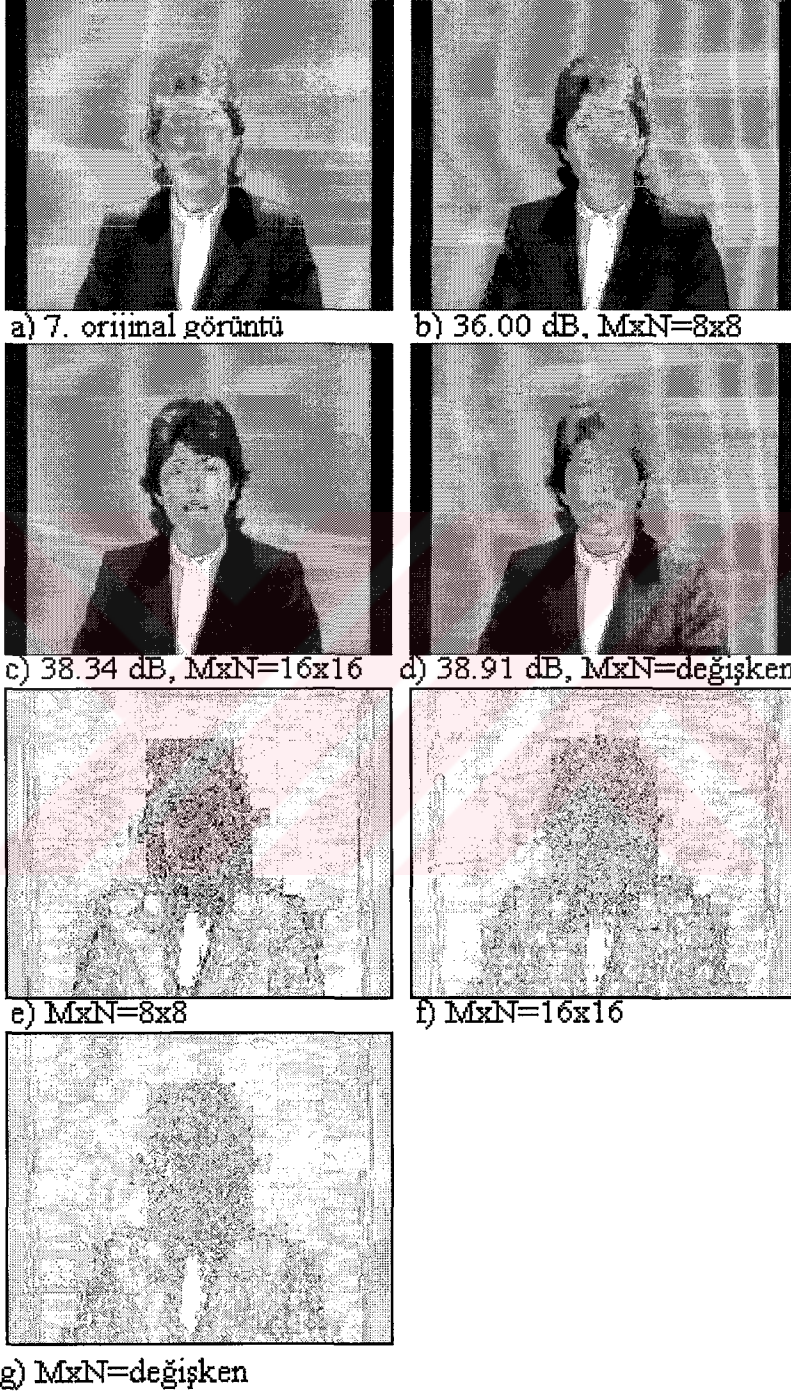 a) 7. orijinal görüntü
b) 36.00 dB, MxN=8x8
c) 38.34 dB, MxN=16x16
d) 38.91 dB, MxN=değişken
e) MxN=8x8
f) MxN=16x16
g) MxN=değişken